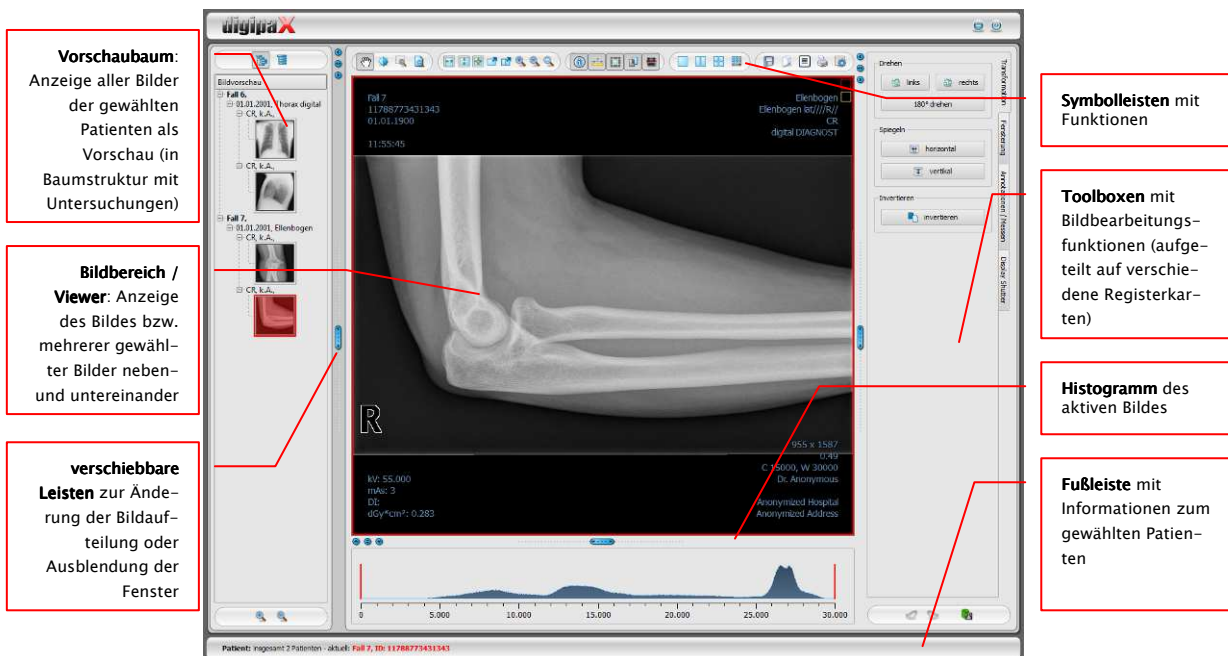 digipaX
Vorschaubaum:
Anzeige aller Bilder
der gewählten
Patienten als
Vorschau (in
Baumstruktur mit
Untersuchungen)
Bildbereich /
Viewer: Anzeige
des Bildes bzw.
mehrerer gewähl-
ter Bilder neben-
und untereinander
verschiebbare
Leisten zur Ände-
rung der Bildauf-
teilung oder
Ausblendung der
Fenster
Bildvorschau
Fall 6,
01.01.2001, Thorax digital
CR, k.A.,
CR, k.A.,
Fall 7,
01.01.2001, Ellenbogen
CR, k.A.,
CR, k.A.,
Fall 7
11788773431343
01.01.1900
11:55:45
Ellenbogen
Ellenbogen lat////R//
CR
digital DIAGNOST
R
955 x 1587
0.49
C 15000, W 30000
Dr. Anonymous
Anonymized Hospital
Anonymized Address
kV: 55.000
mAs: 3
DI:
dGy*cm²: 0.283
0 5.000 10.000 15.000 20.000 25.000 30.000
Drehen
links rechts
180° drehen
Spiegeln
horizontal
vertikal
Invertieren
invertieren
Transformation
Fensterung
Annotationen / Messen
Display Shutter
Symbolleisten mit
Funktionen
Toolboxen mit
Bildbearbeitungs-
funktionen (aufge-
teilt auf verschie-
dene Registerkar-
ten)
Histogramm des
aktiven Bildes
Fußleiste mit
Informationen zum
gewählten Patien-
ten
Patient: insgesamt 2 Patienten - aktuell: Fall 7, ID: 11788773431343